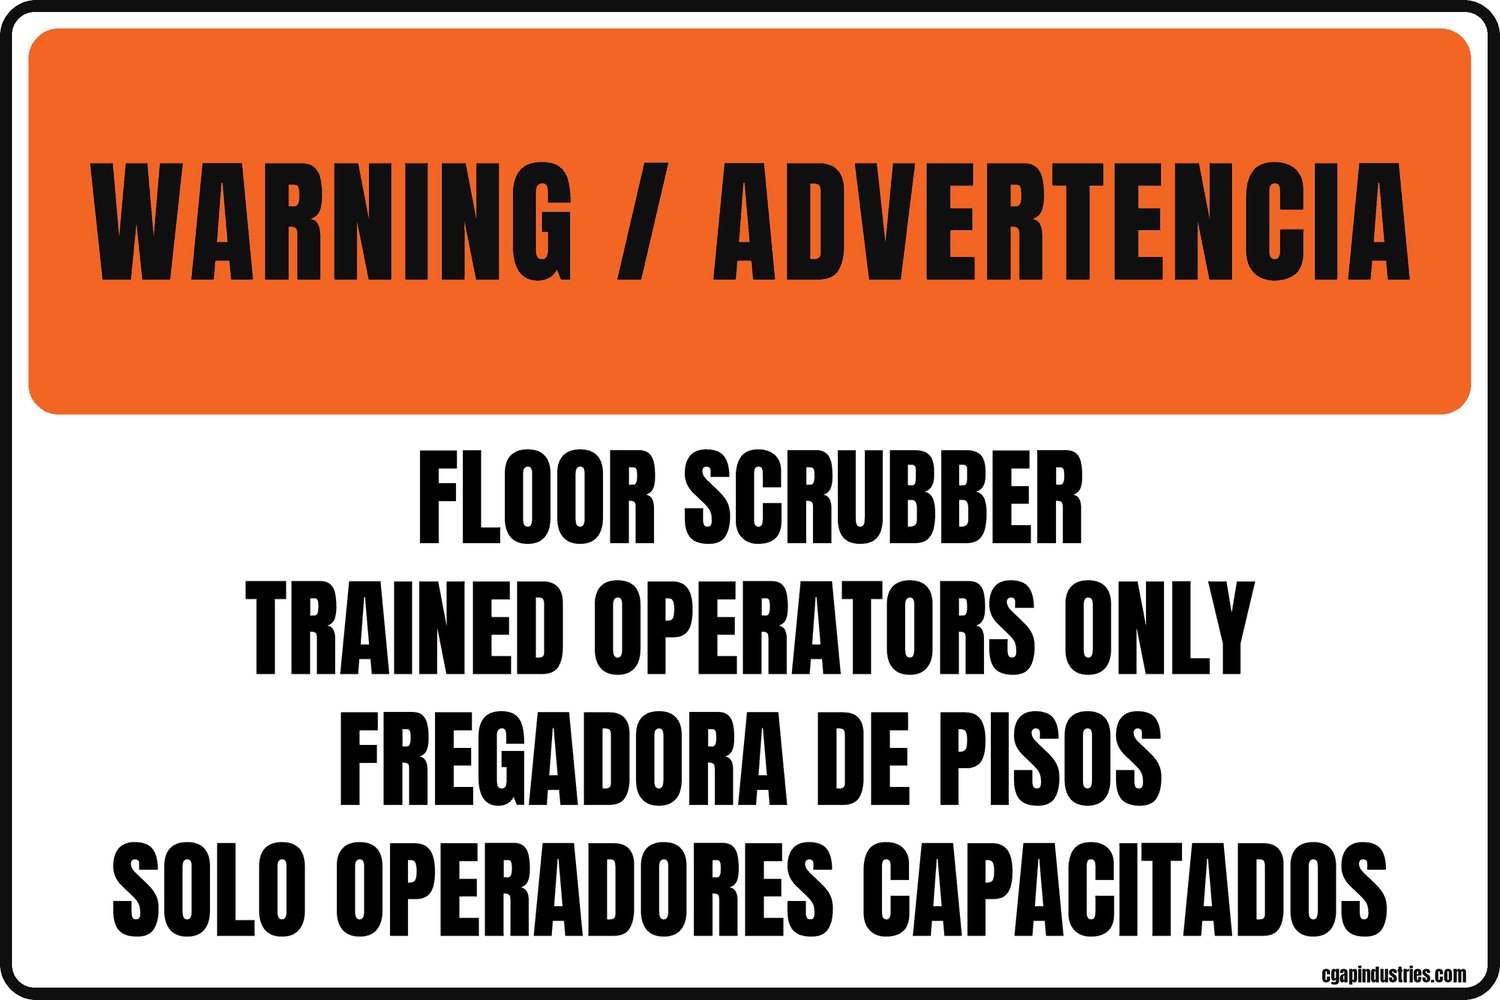 WARNING / ADVERTENCIA
FLOOR SCRUBBER
TRAINED OPERATORS ONLY
FREGADORA DE PISOS
SOLO OPERADORES CAPACITADOS
cgapindustries.com